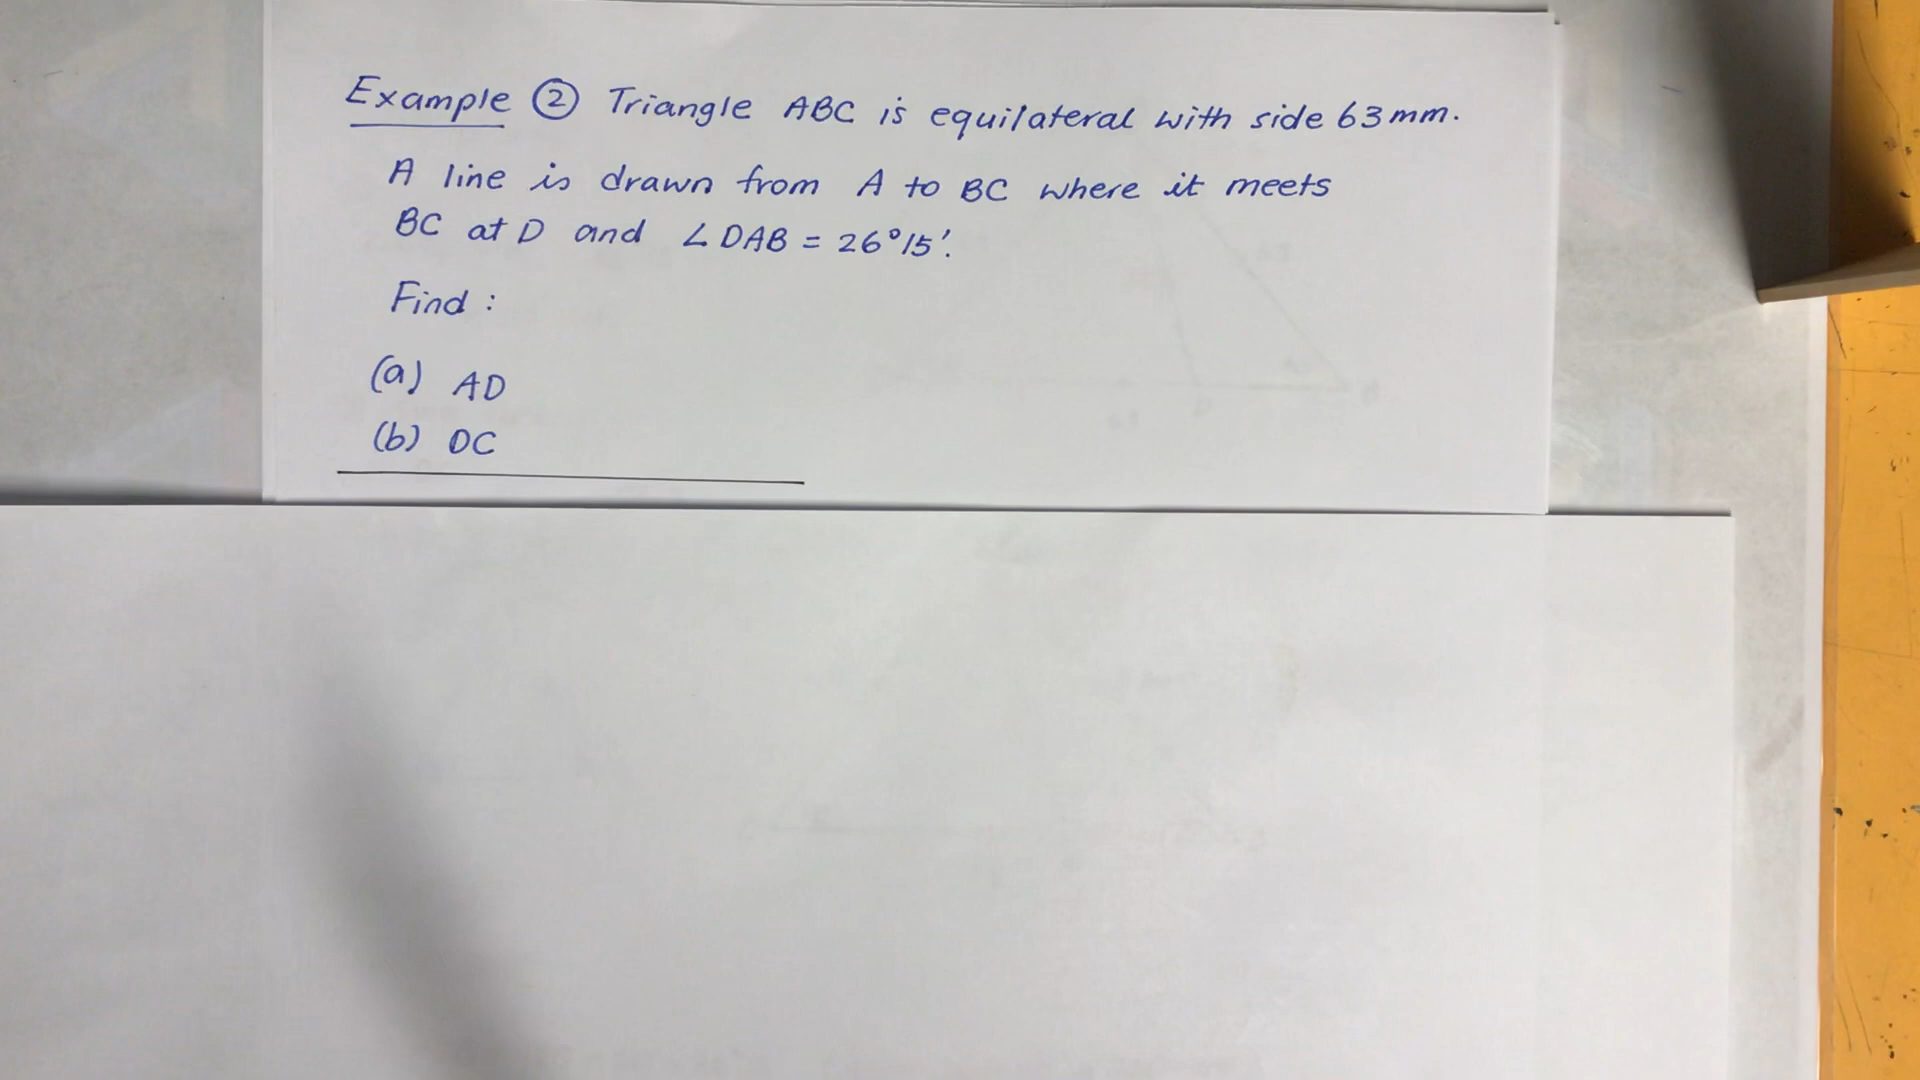 Example ② Triangle ABC is equilateral with side 63mm.
A line is drawn from A to BC where it meets
BC at D and ∠DAB = 26°15'.
Find :
(a) AD
(b) DC